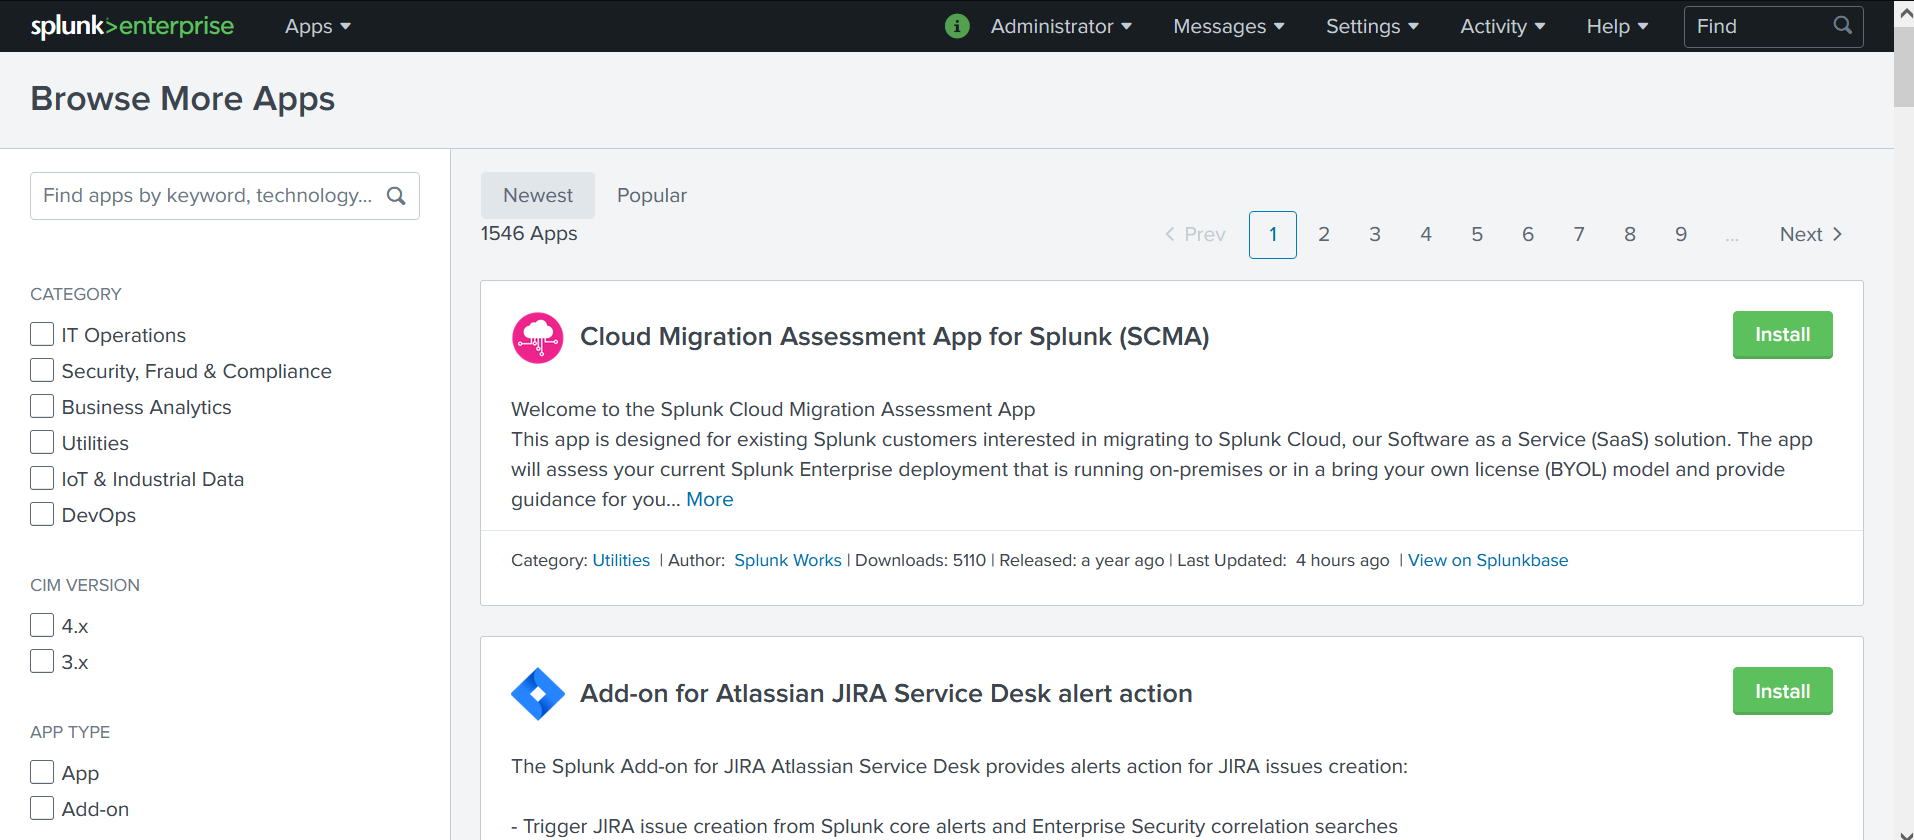 splunk>enterprise Apps Administrator Messages Settings Activity Help Find
Browse More Apps
Find apps by keyword, technology...
CATEGORY
IT Operations
Security, Fraud & Compliance
Business Analytics
Utilities
IoT & Industrial Data
DevOps
CIM VERSION
4.x
3.x
APP TYPE
App
Add-on
Newest Popular
1546 Apps
Prev 1 2 3 4 5 6 7 8 9 ... Next
Cloud Migration Assessment App for Splunk (SCMA)
Install
Welcome to the Splunk Cloud Migration Assessment App
This app is designed for existing Splunk customers interested in migrating to Splunk Cloud, our Software as a Service (SaaS) solution. The app
will assess your current Splunk Enterprise deployment that is running on-premises or in a bring your own license (BYOL) model and provide
guidance for you... More
Category: Utilities | Author: Splunk Works | Downloads: 5110 | Released: a year ago | Last Updated: 4 hours ago | View on Splunkbase
Add-on for Atlassian JIRA Service Desk alert action
Install
The Splunk Add-on for JIRA Atlassian Service Desk provides alerts action for JIRA issues creation:
- Trigger JIRA issue creation from Splunk core alerts and Enterprise Security correlation searches